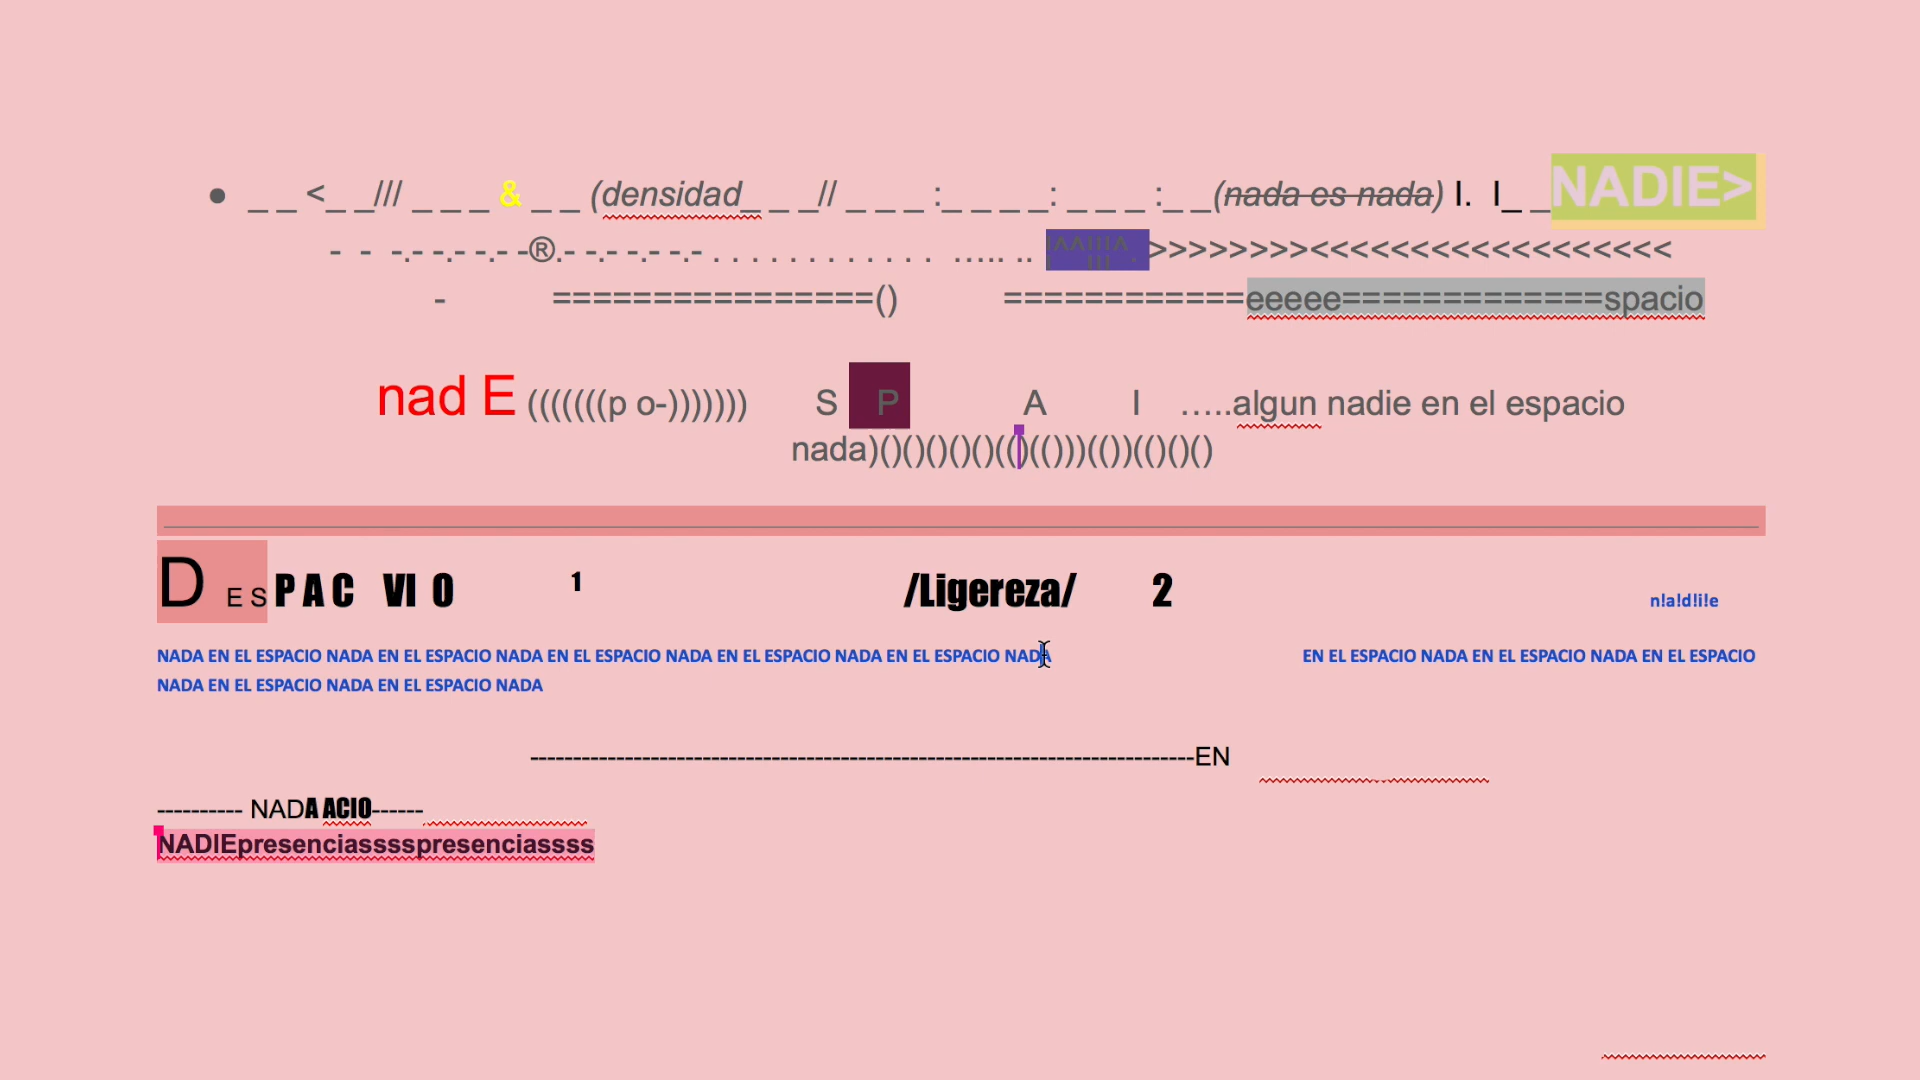 ● _ _ <_ _/// _ _ _ & _ _ (densidad_ _ _// _ _ _ :_ _ _ _: _ _ _ :_ _(nada es nada) I. I_ _NADIE>
- - -.- -.- -.- -®.- -.- -.- -.- . . . . . . . . . . . . ..... .. !^^!!!^ !!! . >>>>>>>><<<<<<<<<<<<<<<<<<
- ================() ============eeeee=============spacio
nad E (((((((p o-))))))) S P A I …..algun nadie en el espacio
nada)()()()()()(()(()))(())(()()()
D E S P A C VI O 1 /Ligereza/ 2 n!a!d!i!e
NADA EN EL ESPACIO NADA EN EL ESPACIO NADA EN EL ESPACIO NADA EN EL ESPACIO NADA EN EL ESPACIO NADA EN EL ESPACIO NADA EN EL ESPACIO NADA EN EL ESPACIO
NADA EN EL ESPACIO NADA EN EL ESPACIO NADA
------------------------------------------------------------------------------EN
---------- NADA ACIO------
NADIEpresenciasssspresenciassss